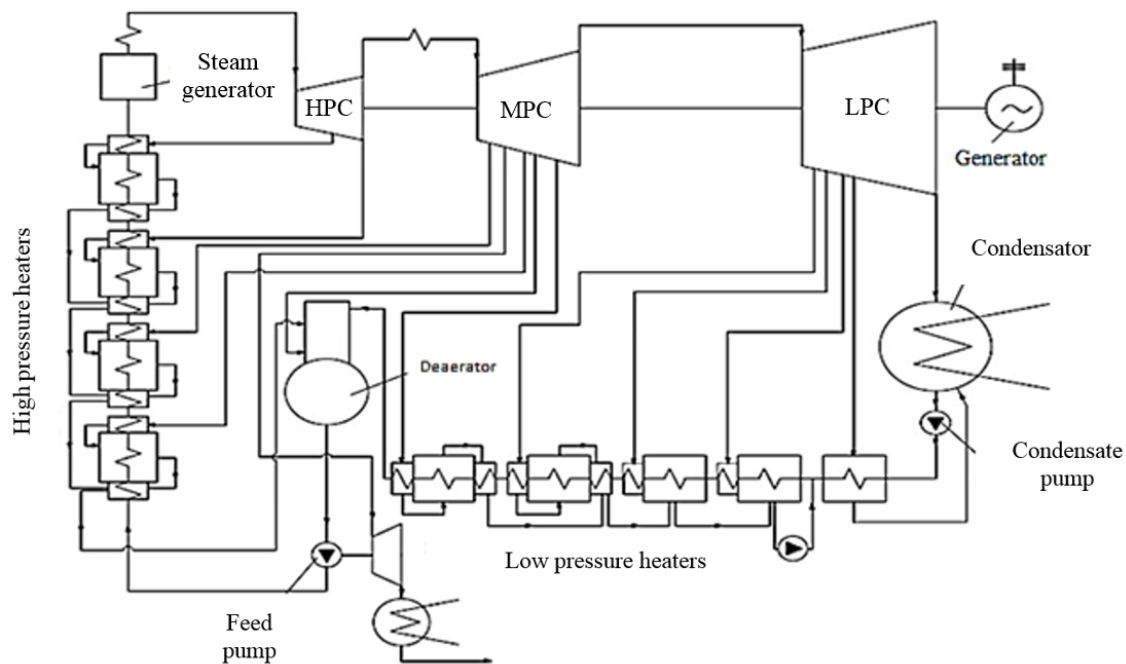 Steam
generator
HPC
MPC
LPC
Generator
High pressure heaters
Condensator
Deaerator
Condensate
pump
Low pressure heaters
Feed
pump